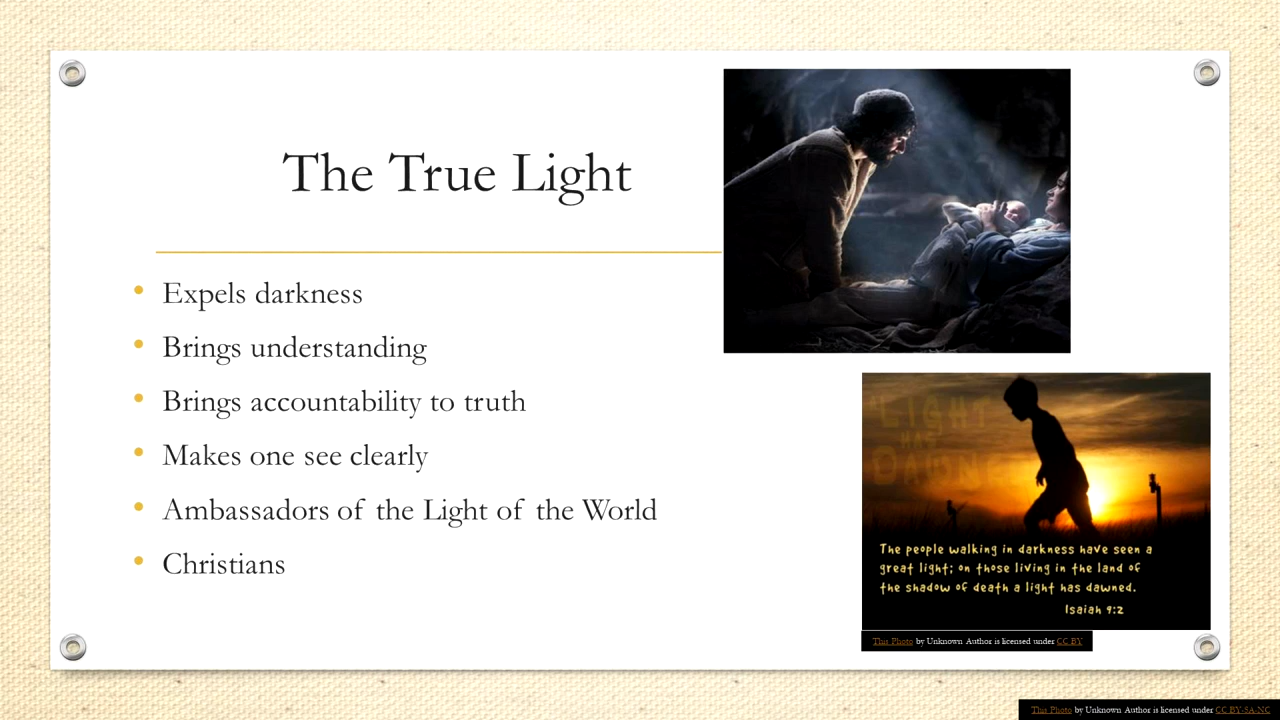 The True Light
• Expels darkness
• Brings understanding
• Brings accountability to truth
• Makes one see clearly
• Ambassadors of the Light of the World
• Christians
LIGHT
HAS
DAWNED
The people walking in darkness have seen a
great light; on those living in the land of
the shadow of death a light has dawned.
Isaiah 9:2
This Photo by Unknown Author is licensed under CC BY
This Photo by Unknown Author is licensed under CC BY-SA-NC